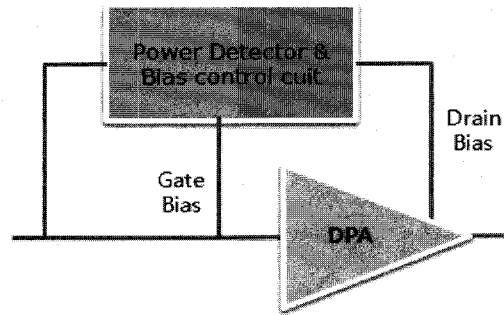 Power Detector &
Bias control cuit
Drain
Bias
Gate
Bias
DPA